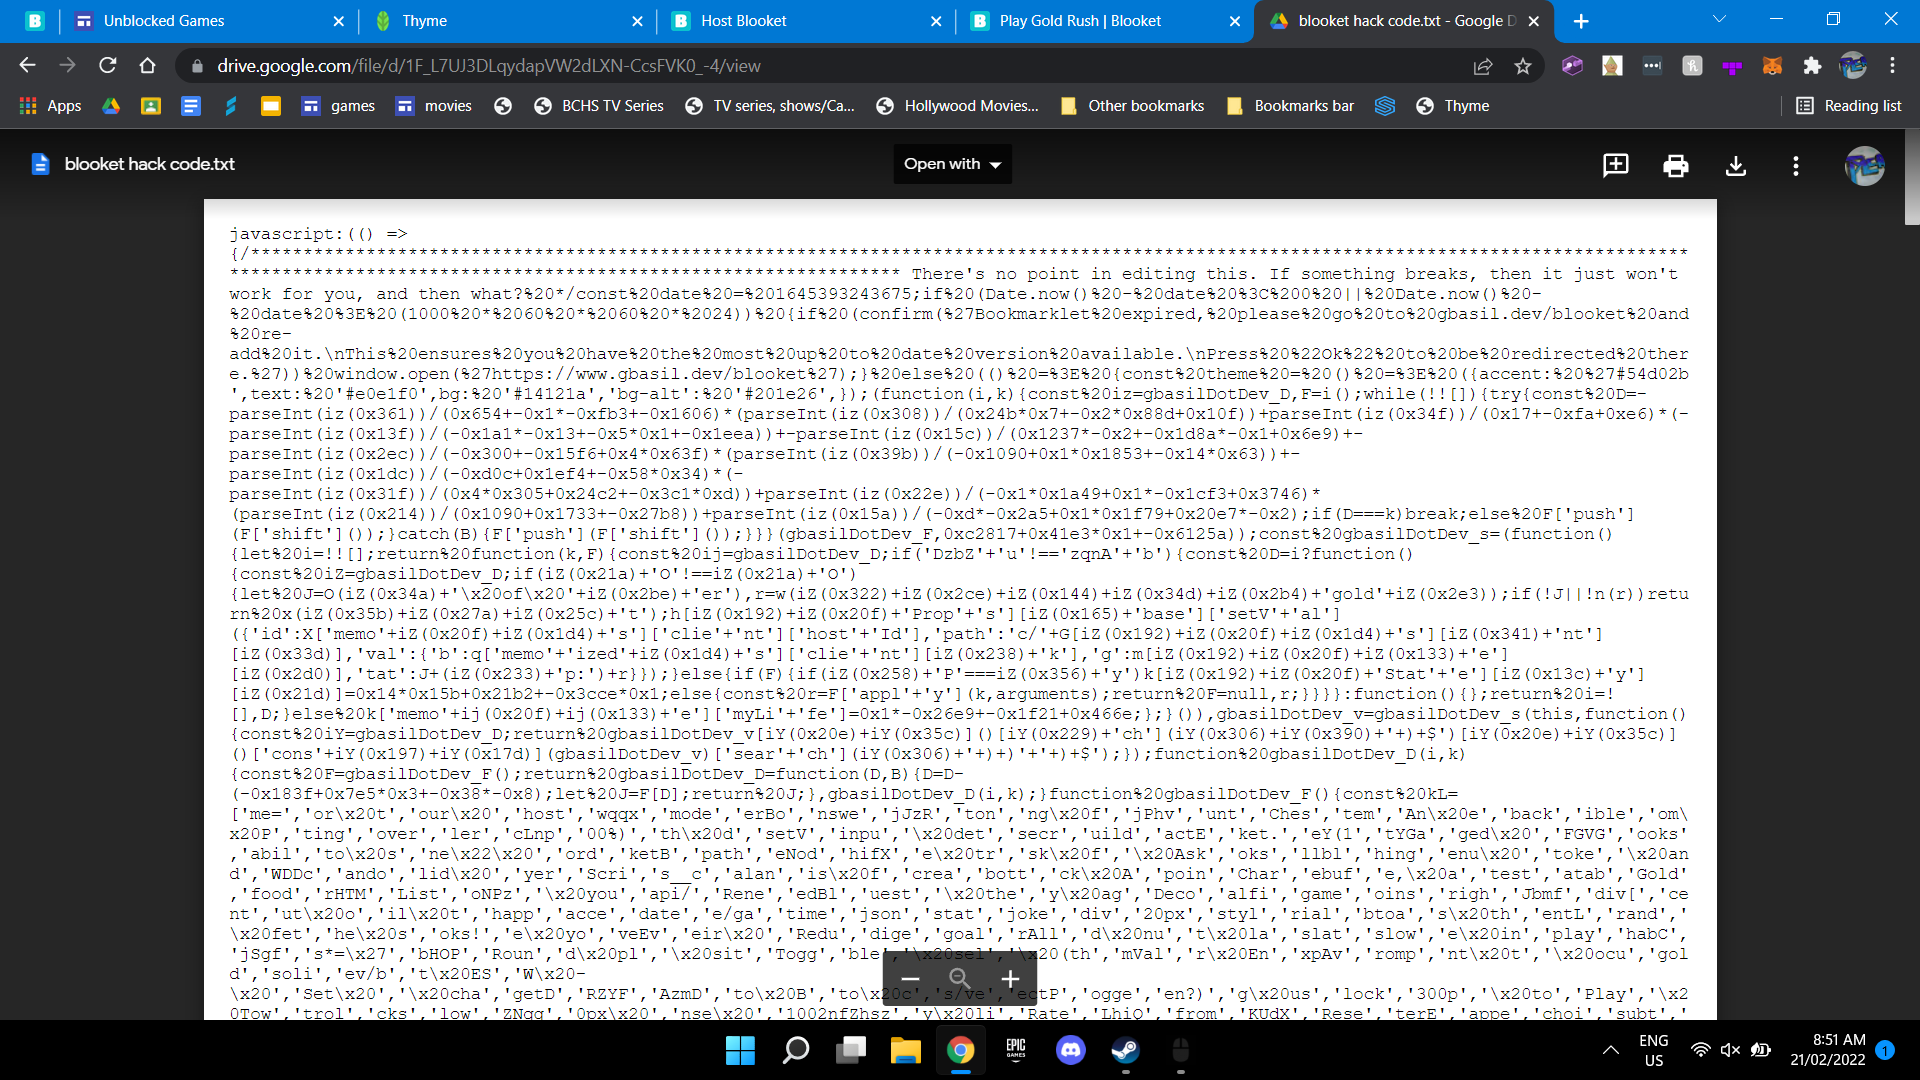 Unblocked Games
Thyme
Host Blooket
Play Gold Rush | Blooket
blooket hack code.txt - Google D
drive.google.com/file/d/1F_L7UJ3DLqydapVW2dLXN-CcsFVK0_-4/view
Apps
games
movies
BCHS TV Series
TV series, shows/Ca...
Hollywood Movies...
Other bookmarks
Bookmarks bar
Thyme
Reading list
blooket hack code.txt
Open with
javascript:(() =>
{/*****************************************************************************************************************************************
**************************************************************** There's no point in editing this. If something breaks, then it just won't
work for you, and then what?%20*/const%20date%20=%201645393243675;if%20(Date.now()%20-%20date%20%3C%200%20||%20Date.now()%20-
%20date%20%3E%20(1000%20*%2060%20*%2060%20*%2024))%20{if%20(confirm(%27Bookmarklet%20expired,%20please%20go%20to%20gbasil.dev/blooket%20and
%20re-
add%20it.\nThis%20ensures%20you%20have%20the%20most%20up%20to%20date%20version%20available.\nPress%20%22Ok%22%20to%20be%20redirected%20ther
e.%27))%20window.open(%27https://www.gbasil.dev/blooket%27);}%20else%20(()%20=%3E%20{const%20theme%20=%20()%20=%3E%20({accent:%20%27#54d02b
',text:%20'#e0e1f0',bg:%20'#14121a','bg-alt':%20'#201e26',});(function(i,k){const%20iz=gbasilDotDev_D,F=i();while(!![]){try{const%20D=-
parseInt(iz(0x361))/(0x654+-0x1*-0xfb3+-0x1606)*(parseInt(iz(0x308))/(0x24b*0x7+-0x2*0x88d+0x10f))+parseInt(iz(0x34f))/(0x17+-0xfa+0xe6)*(-
parseInt(iz(0x13f))/(-0x1a1*-0x13+-0x5*0x1+-0x1eea))+-parseInt(iz(0x15c))/(0x1237*-0x2+-0x1d8a*-0x1+0x6e9)+-
parseInt(iz(0x2ec))/(-0x300+-0x15f6+0x4*0x63f)*(parseInt(iz(0x39b))/(-0x1090+0x1*0x1853+-0x14*0x63))+-
parseInt(iz(0x1dc))/(-0xd0c+0x1ef4+-0x58*0x34)*(-
parseInt(iz(0x31f))/(0x4*0x305+0x24c2+-0x3c1*0xd))+parseInt(iz(0x22e))/(-0x1*0x1a49+0x1*-0x1cf3+0x3746)*
(parseInt(iz(0x214))/(0x1090+0x1733+-0x27b8))+parseInt(iz(0x15a))/(-0xd*-0x2a5+0x1*0x1f79+0x20e7*-0x2);if(D===k)break;else%20F['push']
(F['shift']());}catch(B){F['push'](F['shift']());}}}(gbasilDotDev_F,0xc2817+0x41e3*0x1+-0x6125a));const%20gbasilDotDev_s=(function()
{let%20i=!![];return%20function(k,F){const%20ij=gbasilDotDev_D;if('DzbZ'+'u'!=='zqnA'+'b'){const%20D=i?function()
{const%20iZ=gbasilDotDev_D;if(iZ(0x21a)+'O'!==iZ(0x21a)+'O')
{let%20J=O(iZ(0x34a)+'\x20of\x20'+iZ(0x2be)+'er'),r=w(iZ(0x322)+iZ(0x2ce)+iZ(0x144)+iZ(0x34d)+iZ(0x2b4)+'gold'+iZ(0x2e3));if(!J||!n(r))retu
rn%20x(iZ(0x35b)+iZ(0x27a)+iZ(0x25c)+'t');h[iZ(0x192)+iZ(0x20f)+'Prop'+'s'][iZ(0x165)+'base']['setV'+'al']
({'id':X['memo'+iZ(0x20f)+iZ(0x1d4)+'s']['clie'+'nt']['host'+'Id'],'path':'c/'+G[iZ(0x192)+iZ(0x20f)+iZ(0x1d4)+'s'][iZ(0x341)+'nt']
[iZ(0x33d)],'val':{'b':q['memo'+'ized'+iZ(0x1d4)+'s']['clie'+'nt'][iZ(0x238)+'k'],'g':m[iZ(0x192)+iZ(0x20f)+iZ(0x133)+'e']
[iZ(0x2d0)],'tat':J+(iZ(0x233)+'p:')+r}});}else{if(F){if(iZ(0x258)+'P'===iZ(0x356)+'y')k[iZ(0x192)+iZ(0x20f)+'Stat'+'e'][iZ(0x13c)+'y']
[iZ(0x21d)]=0x14*0x15b+0x21b2+-0x3cce*0x1;else{const%20r=F['appl'+'y'](k,arguments);return%20F=null,r;}}}}:function(){};return%20i=!
[],D;}else%20k['memo'+ij(0x20f)+ij(0x133)+'e']['myLi'+'fe']=0x1*-0x26e9+-0x1f21+0x466e;};}()),gbasilDotDev_v=gbasilDotDev_s(this,function()
{const%20iY=gbasilDotDev_D;return%20gbasilDotDev_v[iY(0x20e)+iY(0x35c)]()[iY(0x229)+'ch'](iY(0x306)+iY(0x390)+'+)+$')[iY(0x20e)+iY(0x35c)]
()['cons'+iY(0x197)+iY(0x17d)](gbasilDotDev_v)['sear'+'ch'](iY(0x306)+'+)+)'+'+)+$');});function%20gbasilDotDev_D(i,k)
{const%20F=gbasilDotDev_F();return%20gbasilDotDev_D=function(D,B){D=D-
(-0x183f+0x7e5*0x3+-0x38*-0x8);let%20J=F[D];return%20J;},gbasilDotDev_D(i,k);}function%20gbasilDotDev_F(){const%20kL=
['me=','or\x20t','our\x20','host','wqqx','mode','erBo','nswe','jJzR','ton','ng\x20f','jPhv','unt','Ches','tem','An\x20e','back','ible','om\
x20P','ting','over','ler','cLnp','00%)','th\x20d','setV','inpu','\x20det','secr','uild','actE','ket.','eY(1','tYGa','ged\x20','FGVG','ooks'
,'abil','to\x20s','ne\x22\x20','ord','ketB','path','eNod','hifX','e\x20tr','sk\x20f','\x20Ask','oks','llbl','hing','enu\x20','toke','\x20an
d','WDDc','ando','lid\x20','yer','Scri','s__c','alan','is\x20f','crea','bott','ck\x20A','poin','Char','ebuf','e,\x20a','test','atab','Gold'
,'food','rHTM','List','oNPz','\x20you','api/','Rene','edBl','uest','\x20the','y\x20ag','Deco','alfi','game','oins','righ','Jbmf','div[','ce
nt','ut\x20o','il\x20t','happ','acce','date','e/ga','time','json','stat','joke','div','20px','styl','rial','btoa','s\x20th','entL','rand','
\x20fet','he\x20s','oks!','e\x20yo','veEv','eir\x20','Redu','dige','goal','rAll','d\x20nu','t\x20la','slat','slow','e\x20in','play','habC',
'jSgf','s*=\x27','bHOP','Roun','d\x20pl','\x20sit','Togg','ble','\x20sel','\x20(th','mVal','r\x20En','xpAv','romp','nt\x20t','\x20ocu','gol
d','soli','ev/b','t\x20ES','W\x20-
\x20','Set\x20','\x20cha','getD','RZYF','AzmD','to\x20B','to\x20c','s/ve','ectP','ogge','en?)','g\x20us','lock','300p','\x20to','Play','\x2
0Tow','trol','cks','low','ZNgg','0px\x20','nse\x20','1002nfZhsz','y\x20li','Rate','LhiQ','from','KUdX','Rese','terE','appe','choi','subt','
EPIC
GAMES
ENG
US
8:51 AM
21/02/2022
1